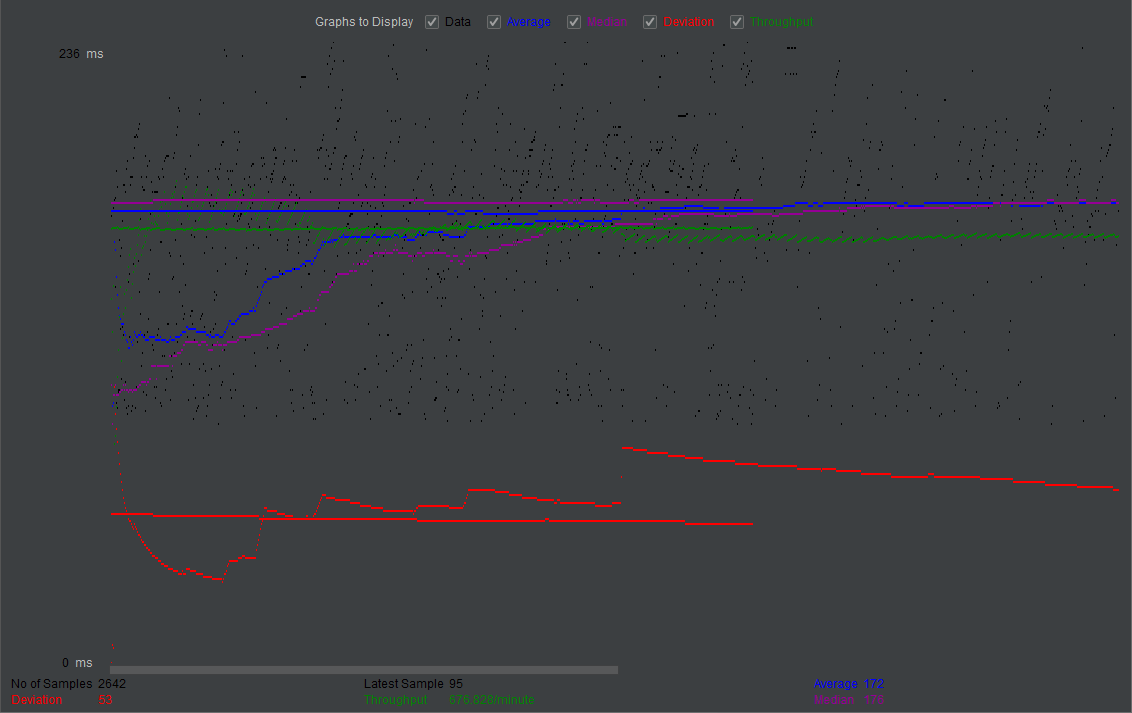 Graphs to Display Data Average Median Deviation Throughput
236 ms
0 ms
No of Samples 2642 Latest Sample 95 Average 172
Deviation 53 Throughput 676,828/minute Median